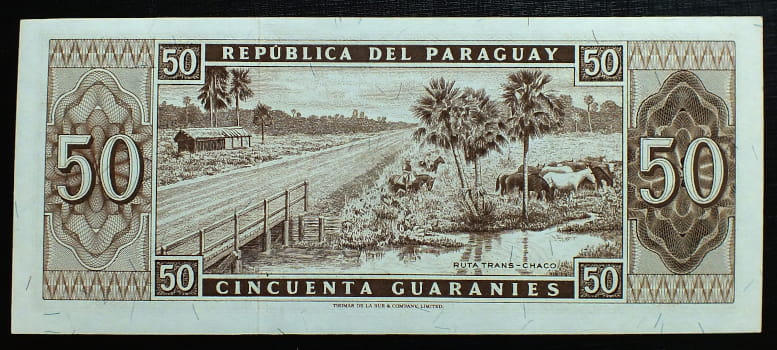 50 REPÚBLICA DEL PARAGUAY 50
50 50
RUTA TRANS-CHACO
50 CINCUENTA GUARANIES 50
THOMAS DE LA RUE & COMPANY, LIMITED.